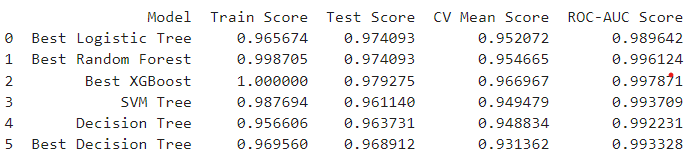 Model Train Score Test Score CV Mean Score ROC-AUC Score
0 Best Logistic Tree 0.965674 0.974093 0.952072 0.989642
1 Best Random Forest 0.998705 0.974093 0.954665 0.996124
2 Best XGBoost 1.000000 0.979275 0.966967 0.997871
3 SVM Tree 0.987694 0.961140 0.949479 0.993709
4 Decision Tree 0.956606 0.963731 0.948834 0.992231
5 Best Decision Tree 0.969560 0.968912 0.931362 0.993328